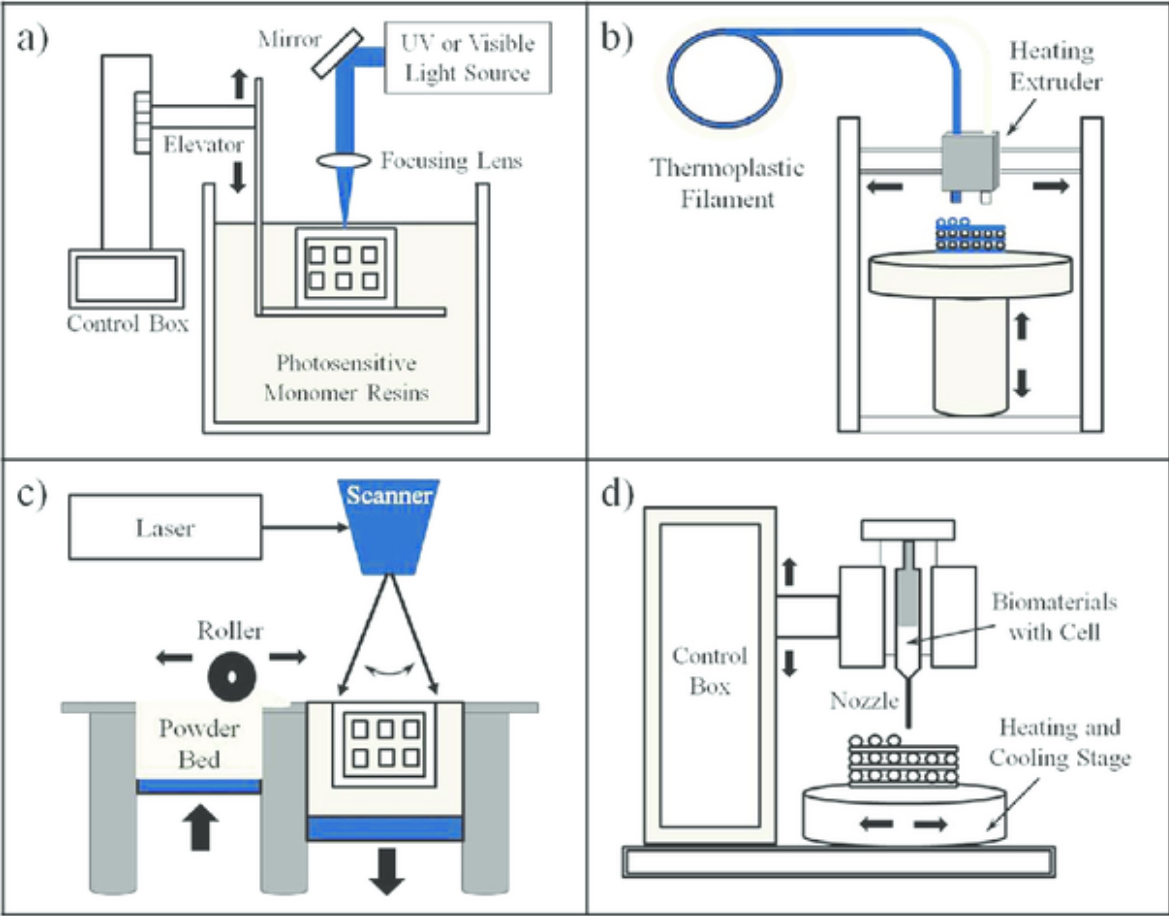 a)
Mirror
UV or Visible
Light Source
Elevator
Focusing Lens
Control Box
Photosensitive
Monomer Resins
b)
Heating
Extruder
Thermoplastic
Filament
c)
Scanner
Laser
Roller
Powder
Bed
d)
Biomaterials
with Cell
Control
Box
Nozzle
Heating and
Cooling Stage